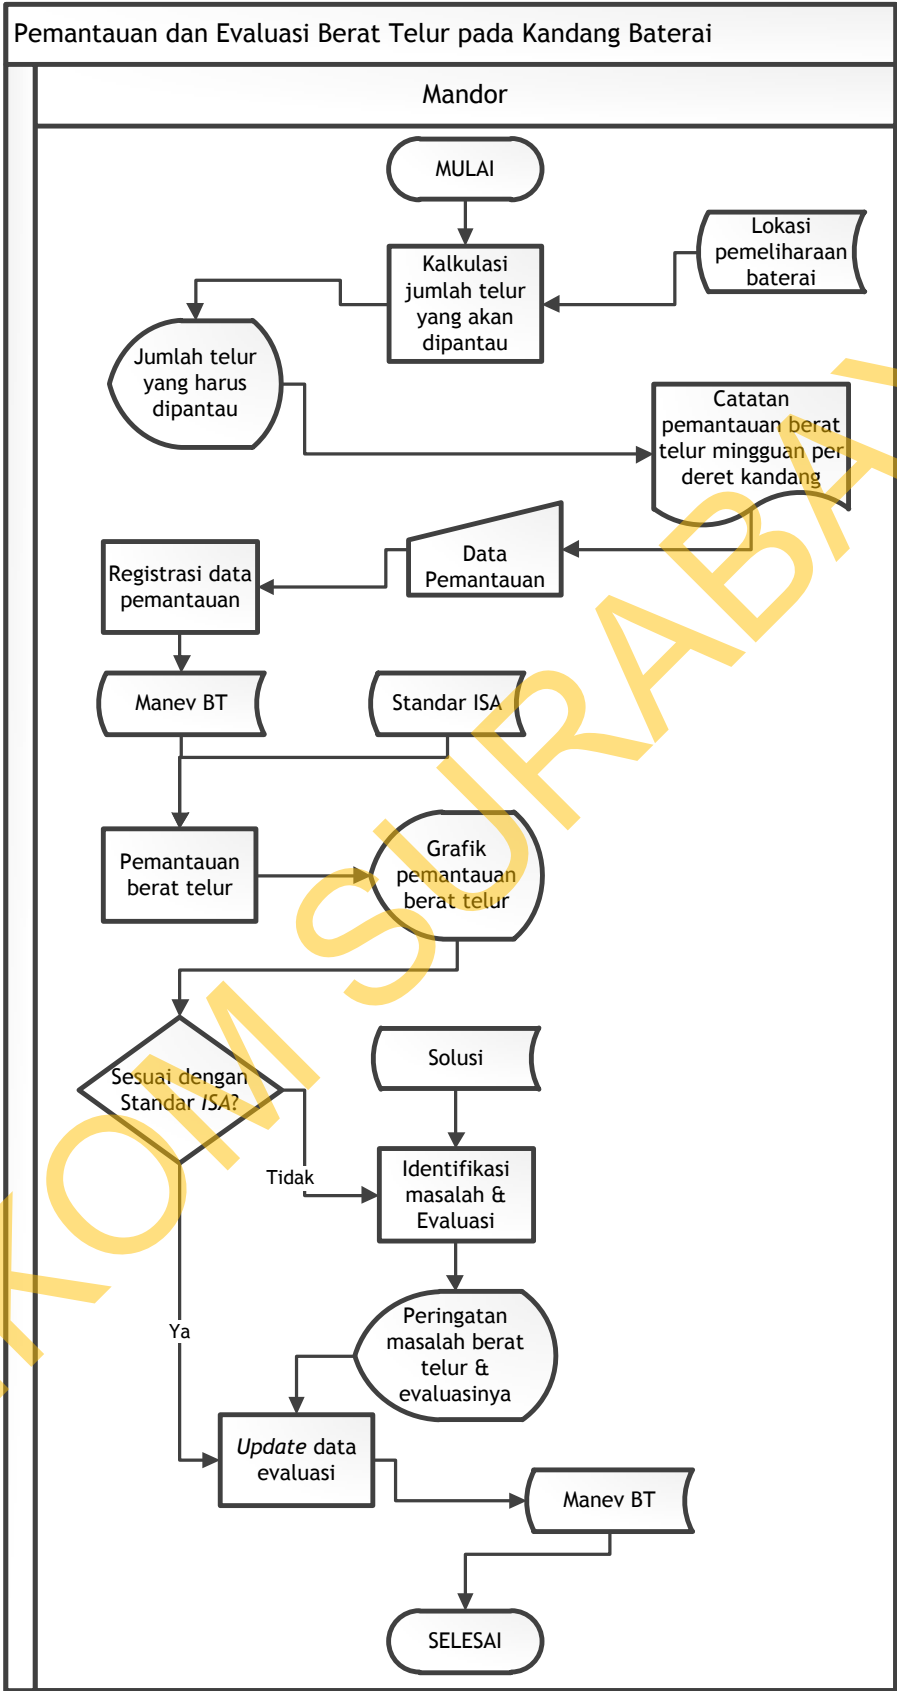 Pemantauan dan Evaluasi Berat Telur pada Kandang Baterai
Mandor
MULAI
Lokasi
pemeliharaan
baterai
Kalkulasi
jumlah telur
yang akan
dipantau
Jumlah telur
yang harus
dipantau
Catatan
pemantauan berat
telur mingguan per
deret kandang
Data
Pemantauan
Registrasi data
pemantauan
Manev BT
Standar ISA
Pemantauan
berat telur
Grafik
pemantauan
berat telur
Sesuai dengan
Standar ISA?
Solusi
Tidak
Identifikasi
masalah &
Evaluasi
Ya
Peringatan
masalah berat
telur &
evaluasinya
Update data
evaluasi
Manev BT
SELESAI
KOM SURABAY